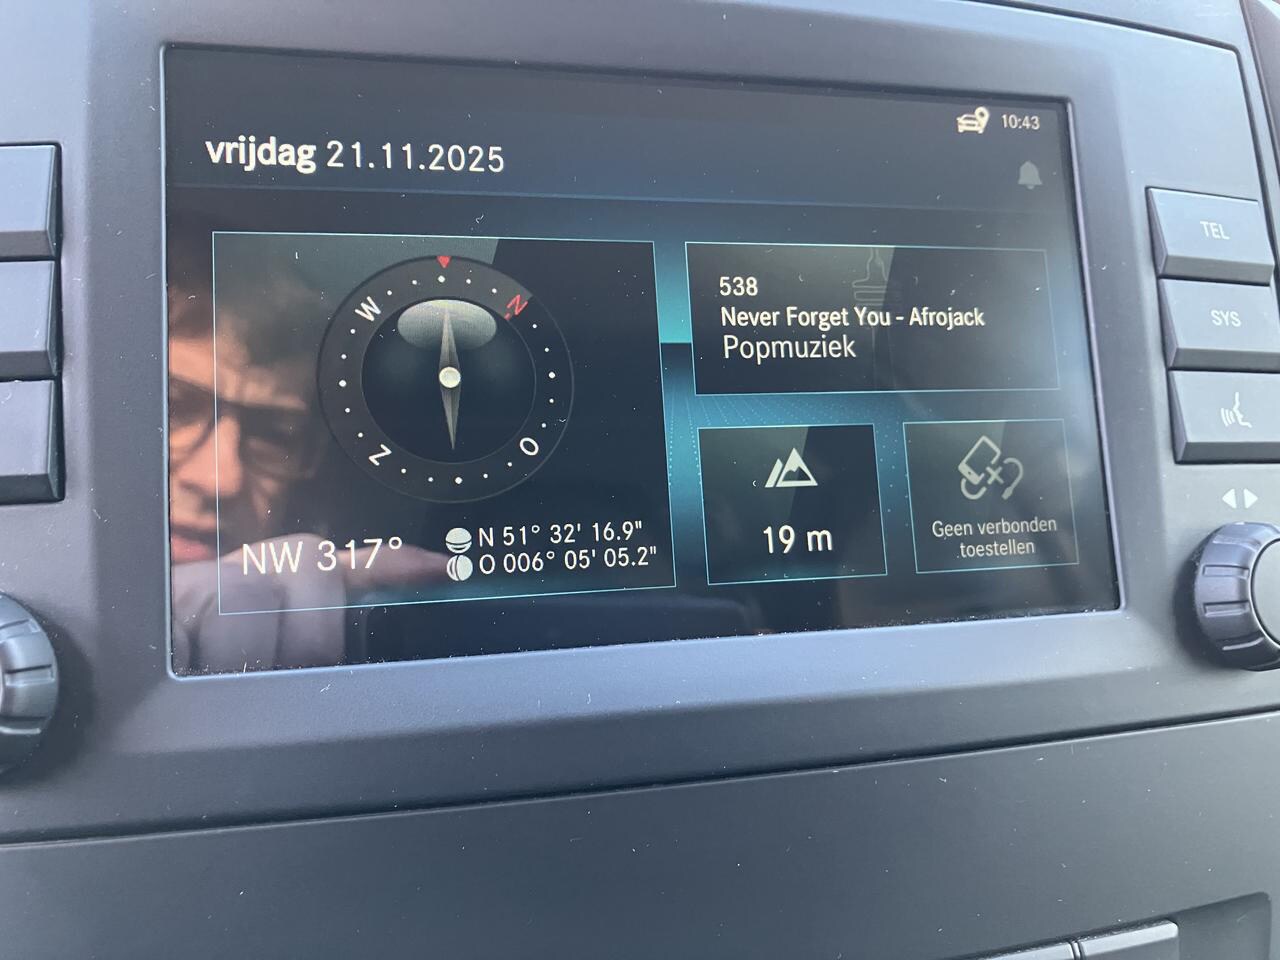 10:43
vrijdag 21.11.2025
W
N
Z
O
NW 317°
N 51° 32' 16.9"
O 006° 05' 05.2"
538
Never Forget You - Afrojack
Popmuziek
19 m
Geen verbonden
toestellen
TEL
SYS